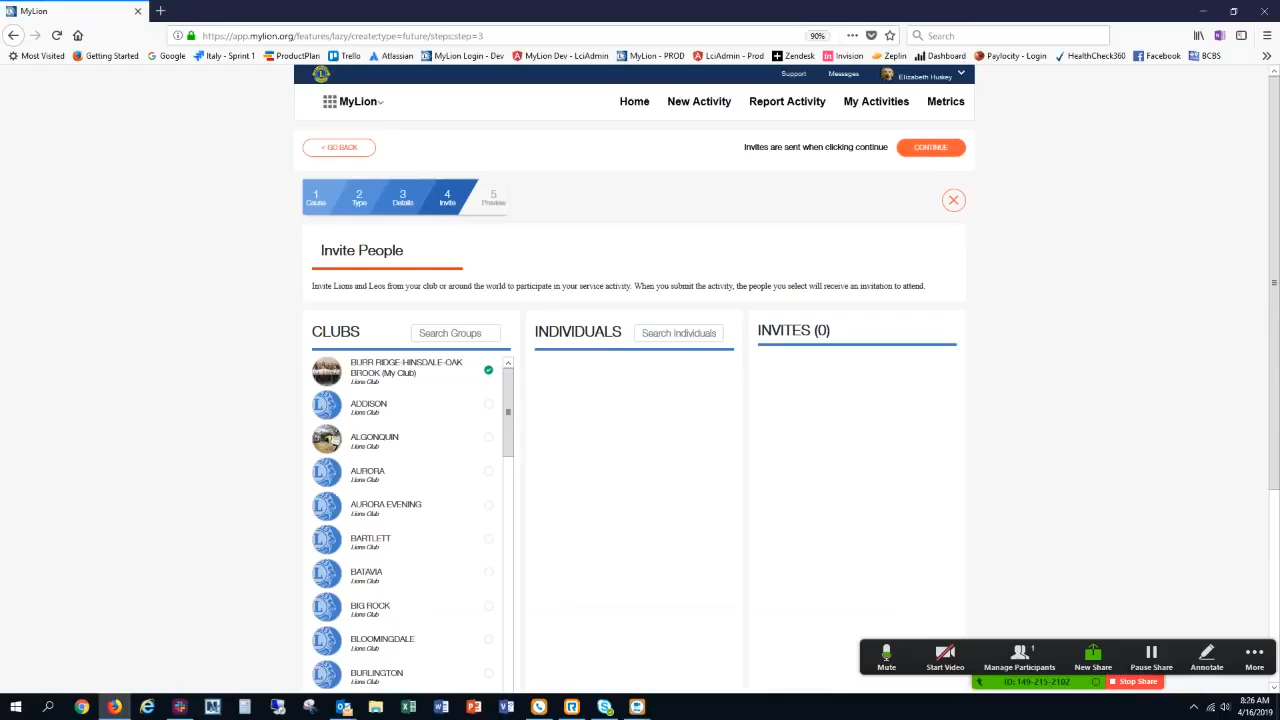 MyLion
https://app.mylion.org/features/lazy/create;type=future/steps;step=3
90%
Search
Most Visited
Getting Started
Google
Italy - Sprint 1
ProductPlan
Trello
Atlassian
MyLion Login - Dev
MyLion Dev - LciAdmin
MyLion - PROD
LciAdmin - Prod
Zendesk
Invision
Zeplin
Dashboard
Paylocity - Login
HealthCheck360
Facebook
BCBS
Support
Messages
Elizabeth Huskey
MyLion
Home
New Activity
Report Activity
My Activities
Metrics
< GO BACK
Invites are sent when clicking continue
CONTINUE
1 Cause
2 Type
3 Details
4 Invite
5 Preview
Invite People
Invite Lions and Leos from your club or around the world to participate in your service activity. When you submit the activity, the people you select will receive an invitation to attend.
CLUBS
Search Groups
INDIVIDUALS
Search Individuals
INVITES (0)
BURR RIDGE-HINSDALE-OAK
BROOK (My Club)
Lions Club
ADDISON
Lions Club
ALGONQUIN
Lions Club
AURORA
Lions Club
AURORA EVENING
Lions Club
BARTLETT
Lions Club
BATAVIA
Lions Club
BIG ROCK
Lions Club
BLOOMINGDALE
Lions Club
BURLINGTON
Lions Club
Mute
Start Video
1
Manage Participants
New Share
Pause Share
Annotate
More
ID: 149-215-2102
Stop Share
8:26 AM
4/16/2019